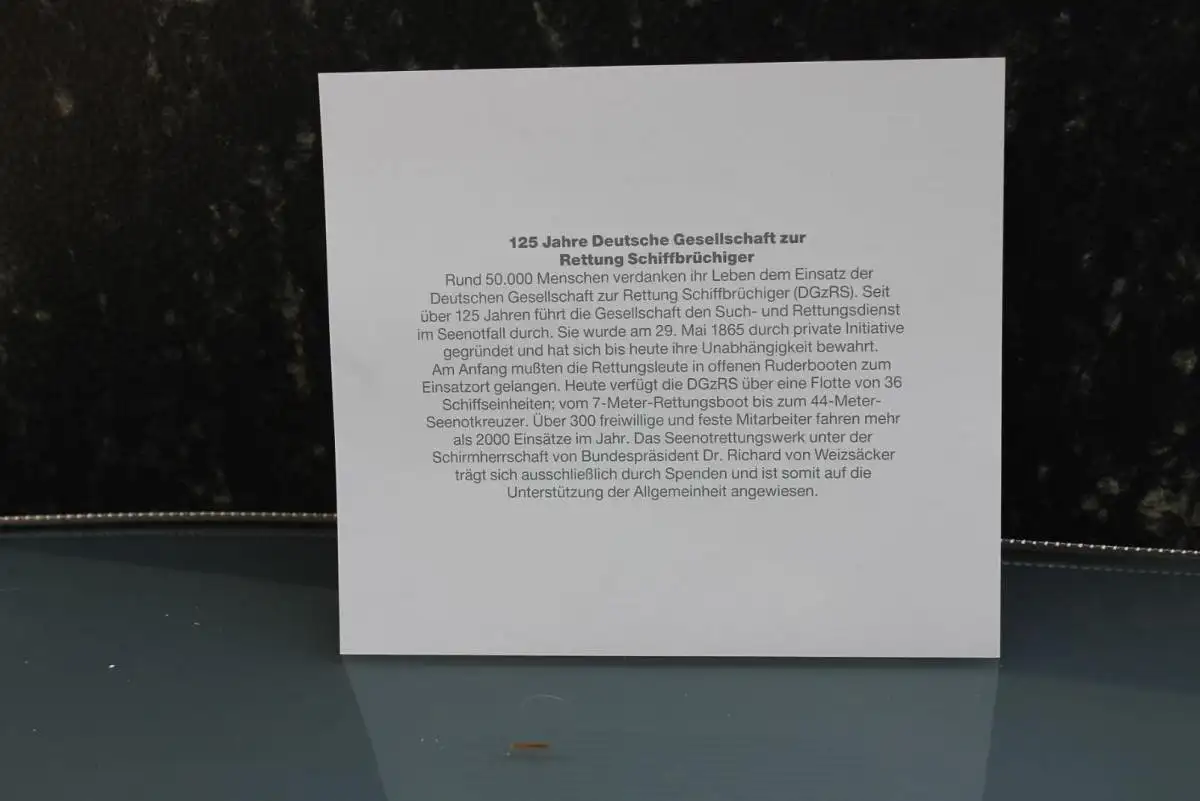 125 Jahre Deutsche Gesellschaft zur
Rettung Schiffbrüchiger
Rund 50.000 Menschen verdanken ihr Leben dem Einsatz der
Deutschen Gesellschaft zur Rettung Schiffbrüchiger (DGzRS). Seit
über 125 Jahren führt die Gesellschaft den Such- und Rettungsdienst
im Seenotfall durch. Sie wurde am 29. Mai 1865 durch private Initiative
gegründet und hat sich bis heute ihre Unabhängigkeit bewahrt.
Am Anfang mußten die Rettungsleute in offenen Ruderbooten zum
Einsatzort gelangen. Heute verfügt die DGzRS über eine Flotte von 36
Schiffseinheiten; vom 7-Meter-Rettungsboot bis zum 44-Meter-
Seenotkreuzer. Über 300 freiwillige und feste Mitarbeiter fahren mehr
als 2000 Einsätze im Jahr. Das Seenotrettungswerk unter der
Schirmherrschaft von Bundespräsident Dr. Richard von Weizsäcker
trägt sich ausschließlich durch Spenden und ist somit auf die
Unterstützung der Allgemeinheit angewiesen.